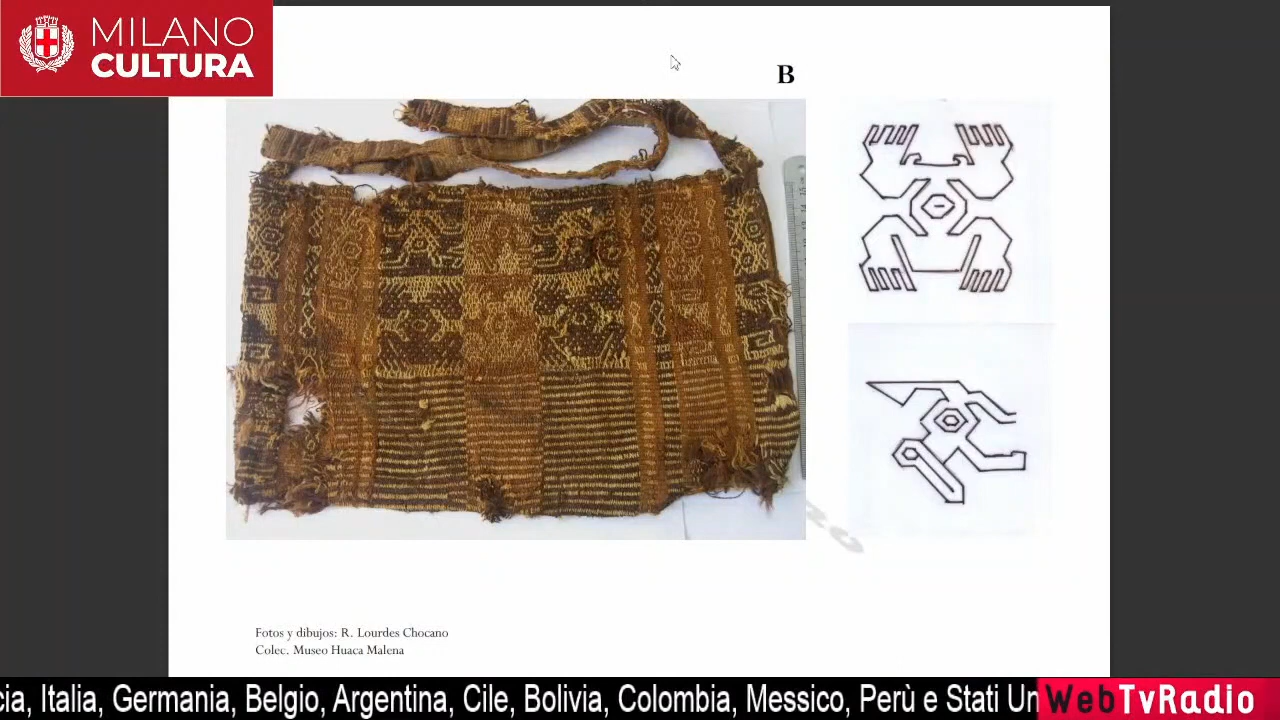 MILANO
CULTURA
B
Fotos y dibujos: R. Lourdes Chocano
Colec. Museo Huaca Malena
cia, Italia, Germania, Belgio, Argentina, Cile, Bolivia, Colombia, Messico, Perù e Stati Un
WebTvRadio